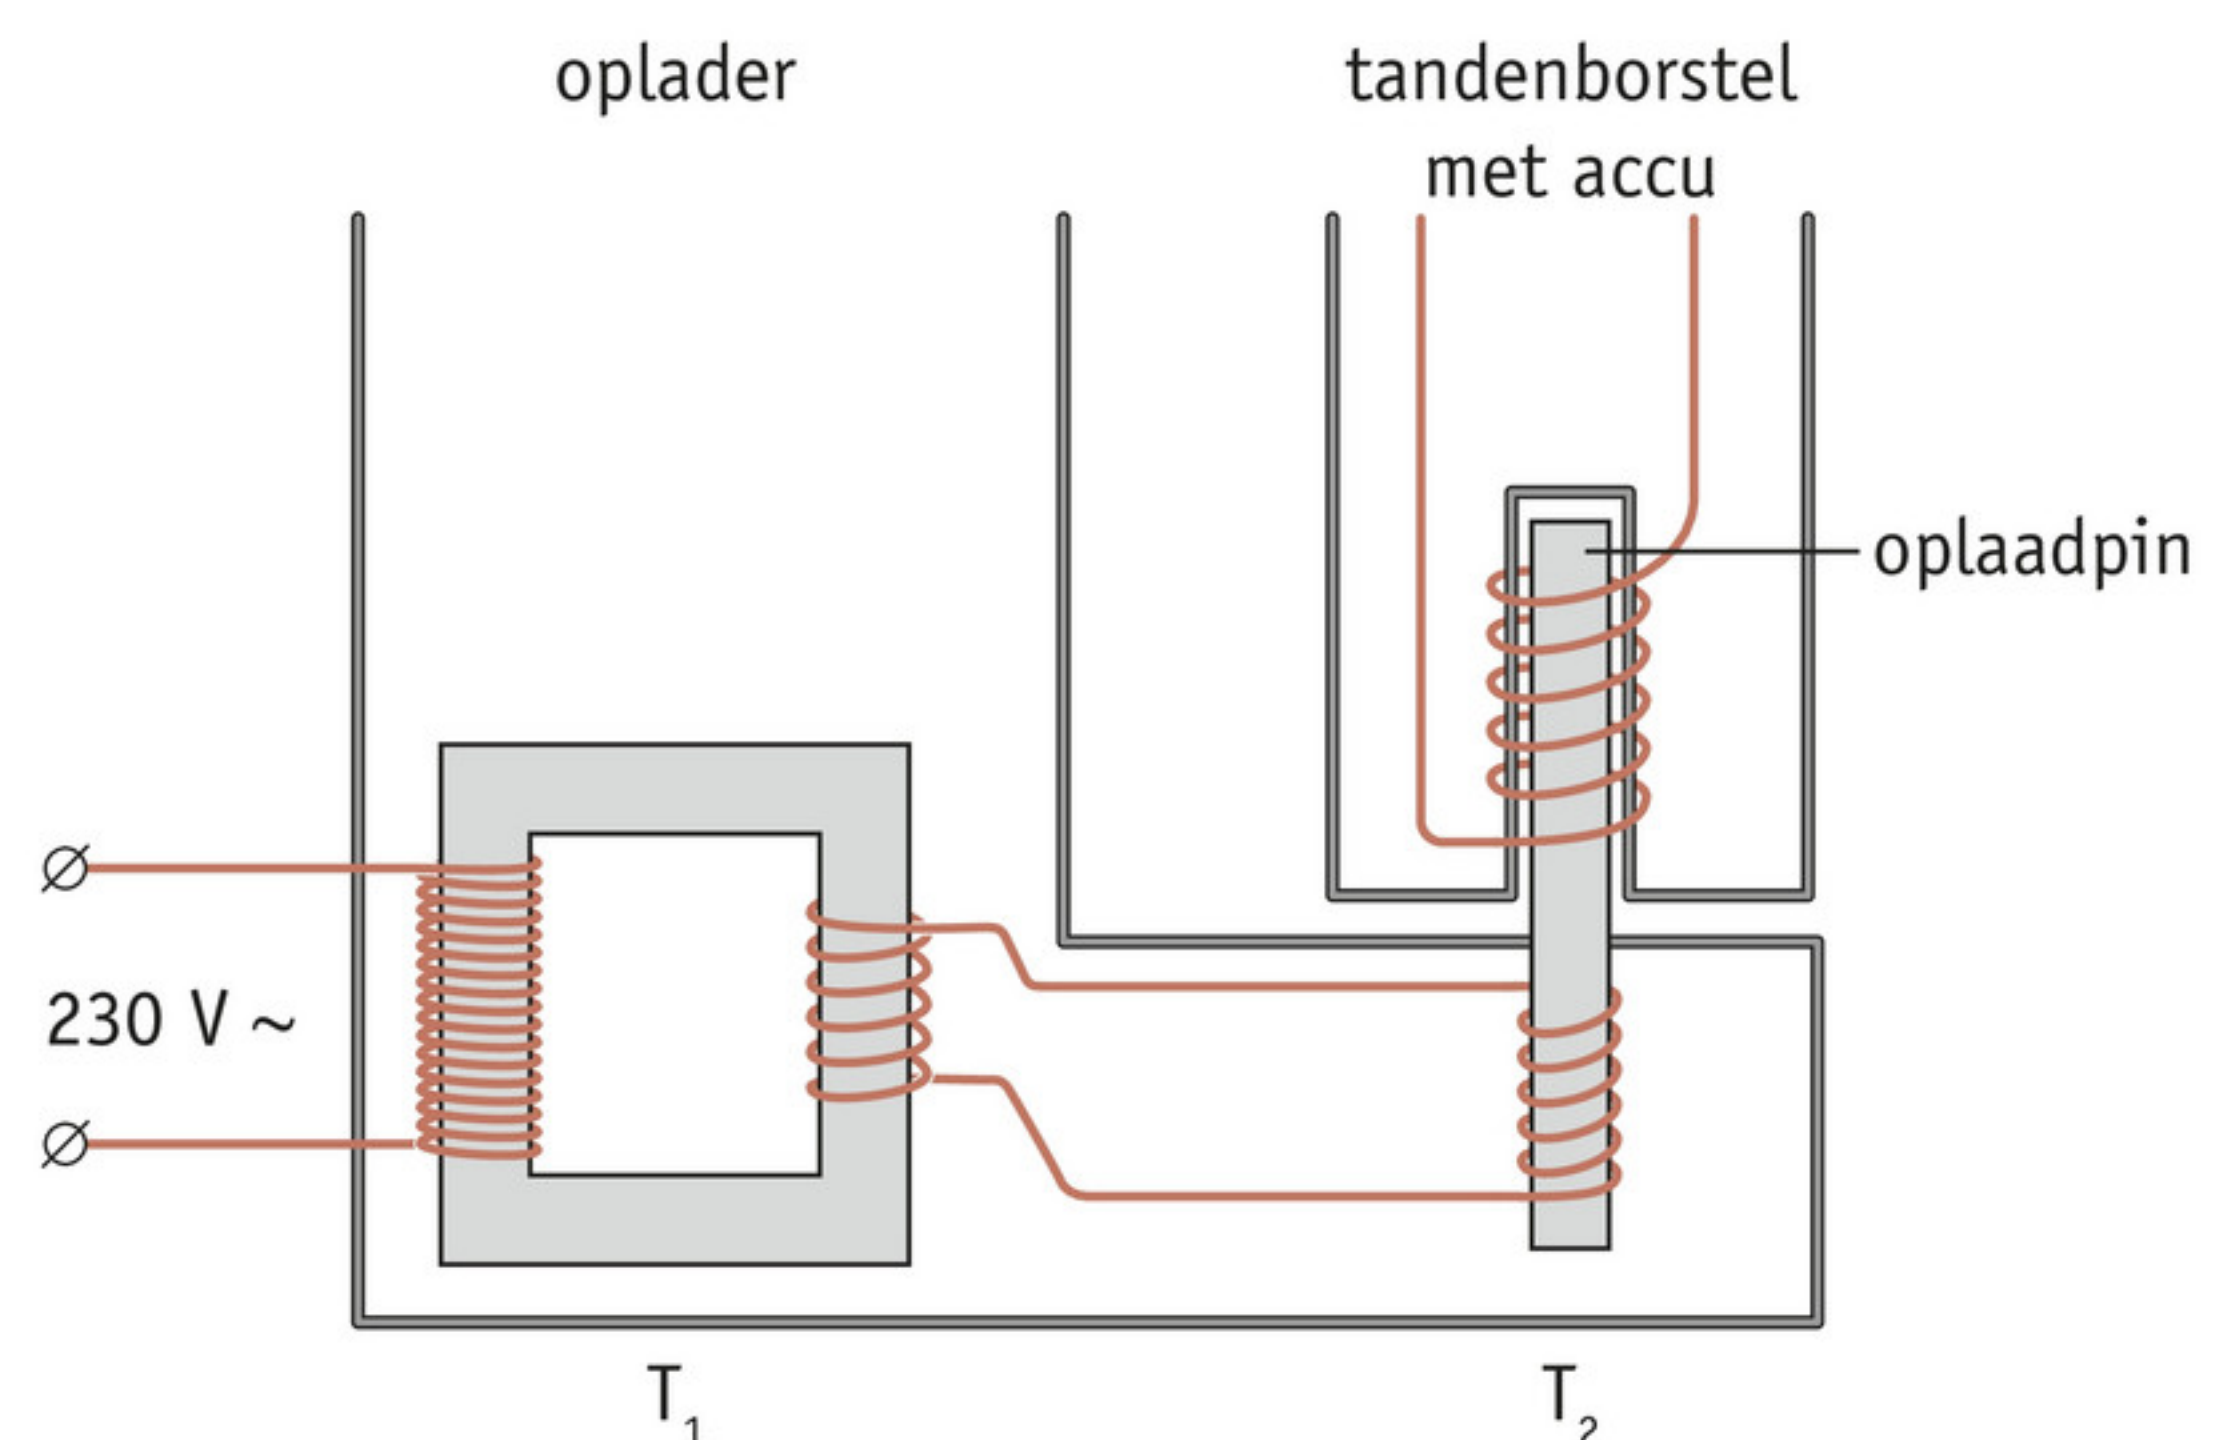 oplader
tandenborstel
met accu
oplaadpin
230 V ~
T₁
T₂